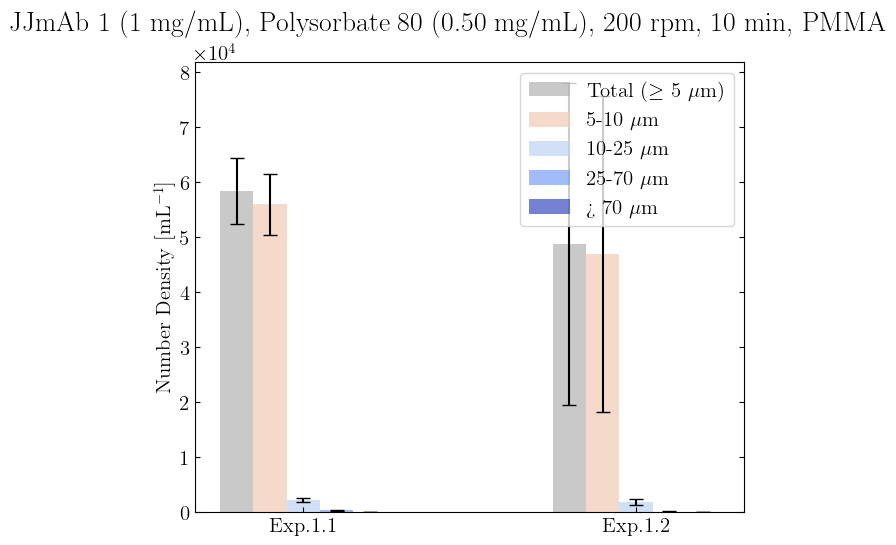 JJmAb 1 (1 mg/mL), Polysorbate 80 (0.50 mg/mL), 200 rpm, 10 min, PMMA
×10⁴
8
7
6
5
4
3
2
1
0
Number Density [mL⁻¹]
Total (≥ 5 μm)
5-10 μm
10-25 μm
25-70 μm
> 70 μm
Exp.1.1
Exp.1.2